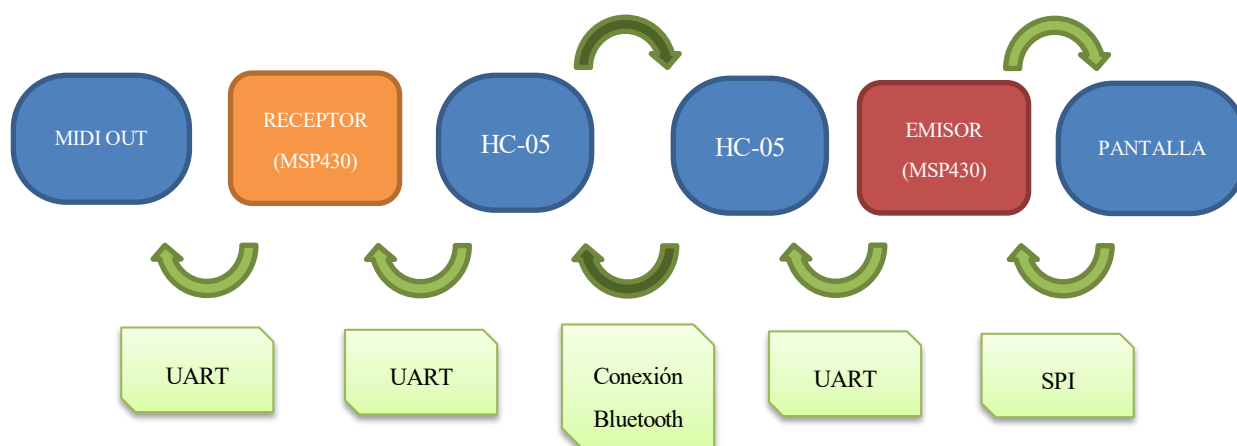 MIDI OUT
RECEPTOR
(MSP430)
HC-05
HC-05
EMISOR
(MSP430)
PANTALLA
UART
UART
Conexión
Bluetooth
UART
SPI